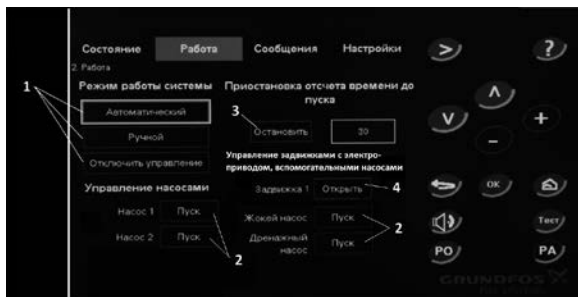 Состояние Работа Сообщения Настройки
2. Работа
Режим работы системы
1
Автоматический
Ручной
Отключить управление
Приостановка отсчета времени до
пуска
3
Остановить 30
Управление задвижками с электро-
приводом, вспомогательными насосами
Задвижка 1 Открыть 4
Управление насосами
Насос 1 Пуск
Насос 2 Пуск
2
Жокей насос Пуск
Дренажный
насос Пуск
2
> ?
OK
Тест
РО РА
GRUNDFOS